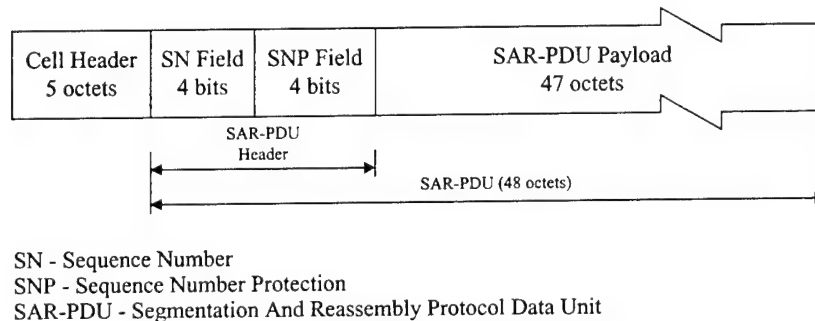 Cell Header
5 octets
SN Field
4 bits
SNP Field
4 bits
SAR-PDU Payload
47 octets
SAR-PDU
Header
SAR-PDU (48 octets)
SN - Sequence Number
SNP - Sequence Number Protection
SAR-PDU - Segmentation And Reassembly Protocol Data Unit